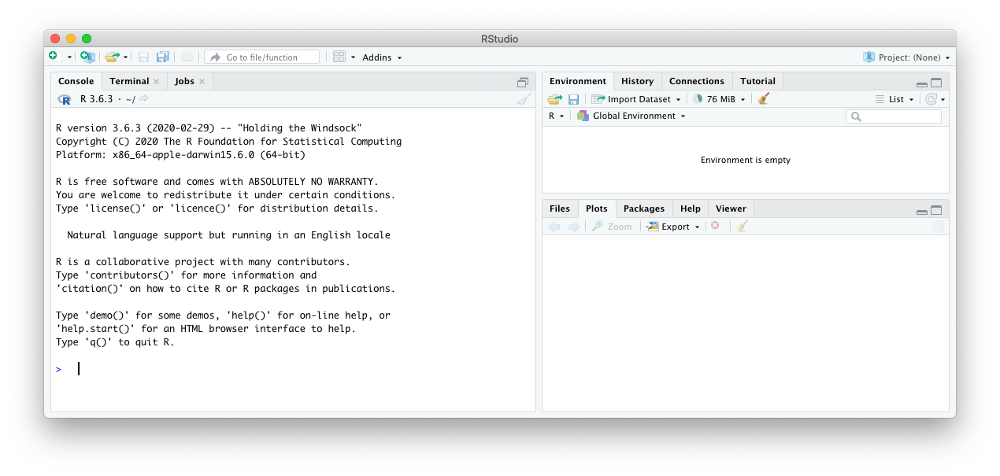 RStudio
Go to file/function
Addins
Project: (None)
Console Terminal Jobs
R 3.6.3 · ~/
R version 3.6.3 (2020-02-29) -- "Holding the Windsock"
Copyright (C) 2020 The R Foundation for Statistical Computing
Platform: x86_64-apple-darwin15.6.0 (64-bit)
R is free software and comes with ABSOLUTELY NO WARRANTY.
You are welcome to redistribute it under certain conditions.
Type 'license()' or 'licence()' for distribution details.
Natural language support but running in an English locale
R is a collaborative project with many contributors.
Type 'contributors()' for more information and
'citation()' on how to cite R or R packages in publications.
Type 'demo()' for some demos, 'help()' for on-line help, or
'help.start()' for an HTML browser interface to help.
Type 'q()' to quit R.
>
Environment History Connections Tutorial
Import Dataset 76 MiB List
R Global Environment
Environment is empty
Files Plots Packages Help Viewer
Zoom Export